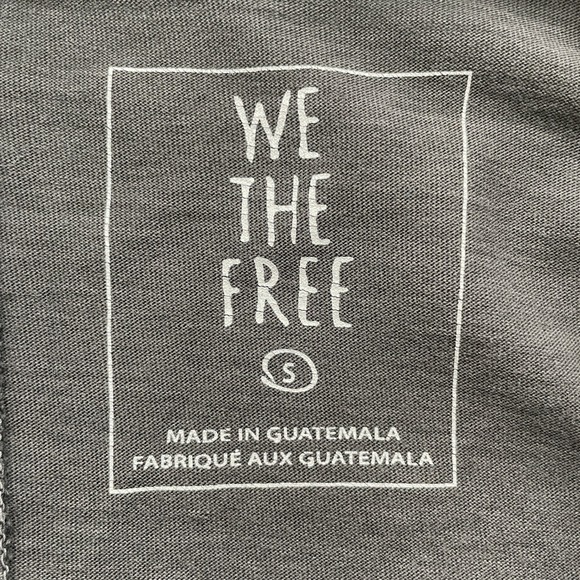 WE
THE
FREE
S
MADE IN GUATEMALA
FABRIQUÉ AUX GUATEMALA